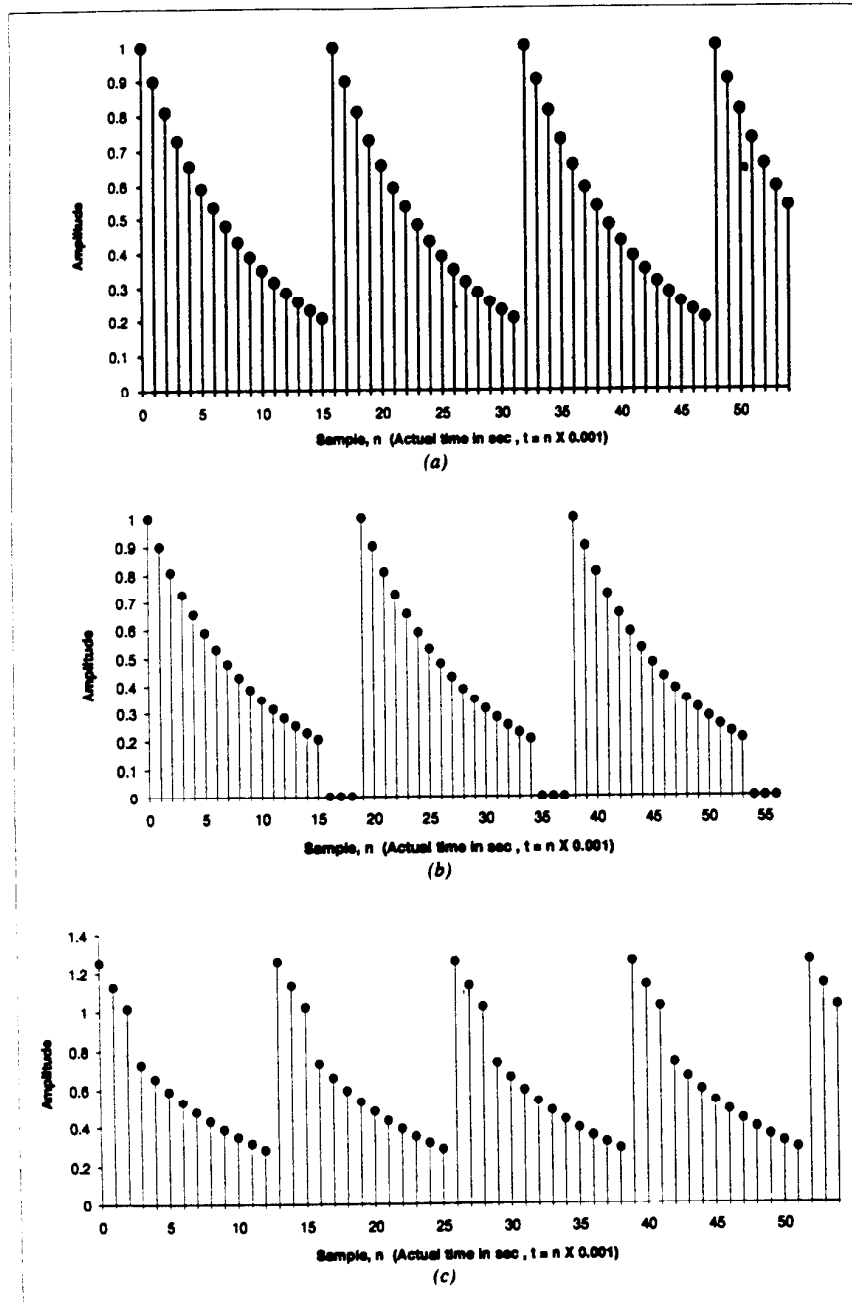 1
0.9
0.8
0.7
0.6
0.5
0.4
0.3
0.2
0.1
0
Amplitude
0 5 10 15 20 25 30 35 40 45 50
Sample, n (Actual time in sec , t = n X 0.001)
(a)
1
0.9
0.8
0.7
0.6
0.5
0.4
0.3
0.2
0.1
0
Amplitude
0 5 10 15 20 25 30 35 40 45 50 55
Sample, n (Actual time in sec , t = n X 0.001)
(b)
1.4
1.2
1
0.8
0.6
0.4
0.2
0
Amplitude
0 5 10 15 20 25 30 35 40 45 50
Sample, n (Actual time in sec , t = n X 0.001)
(c)